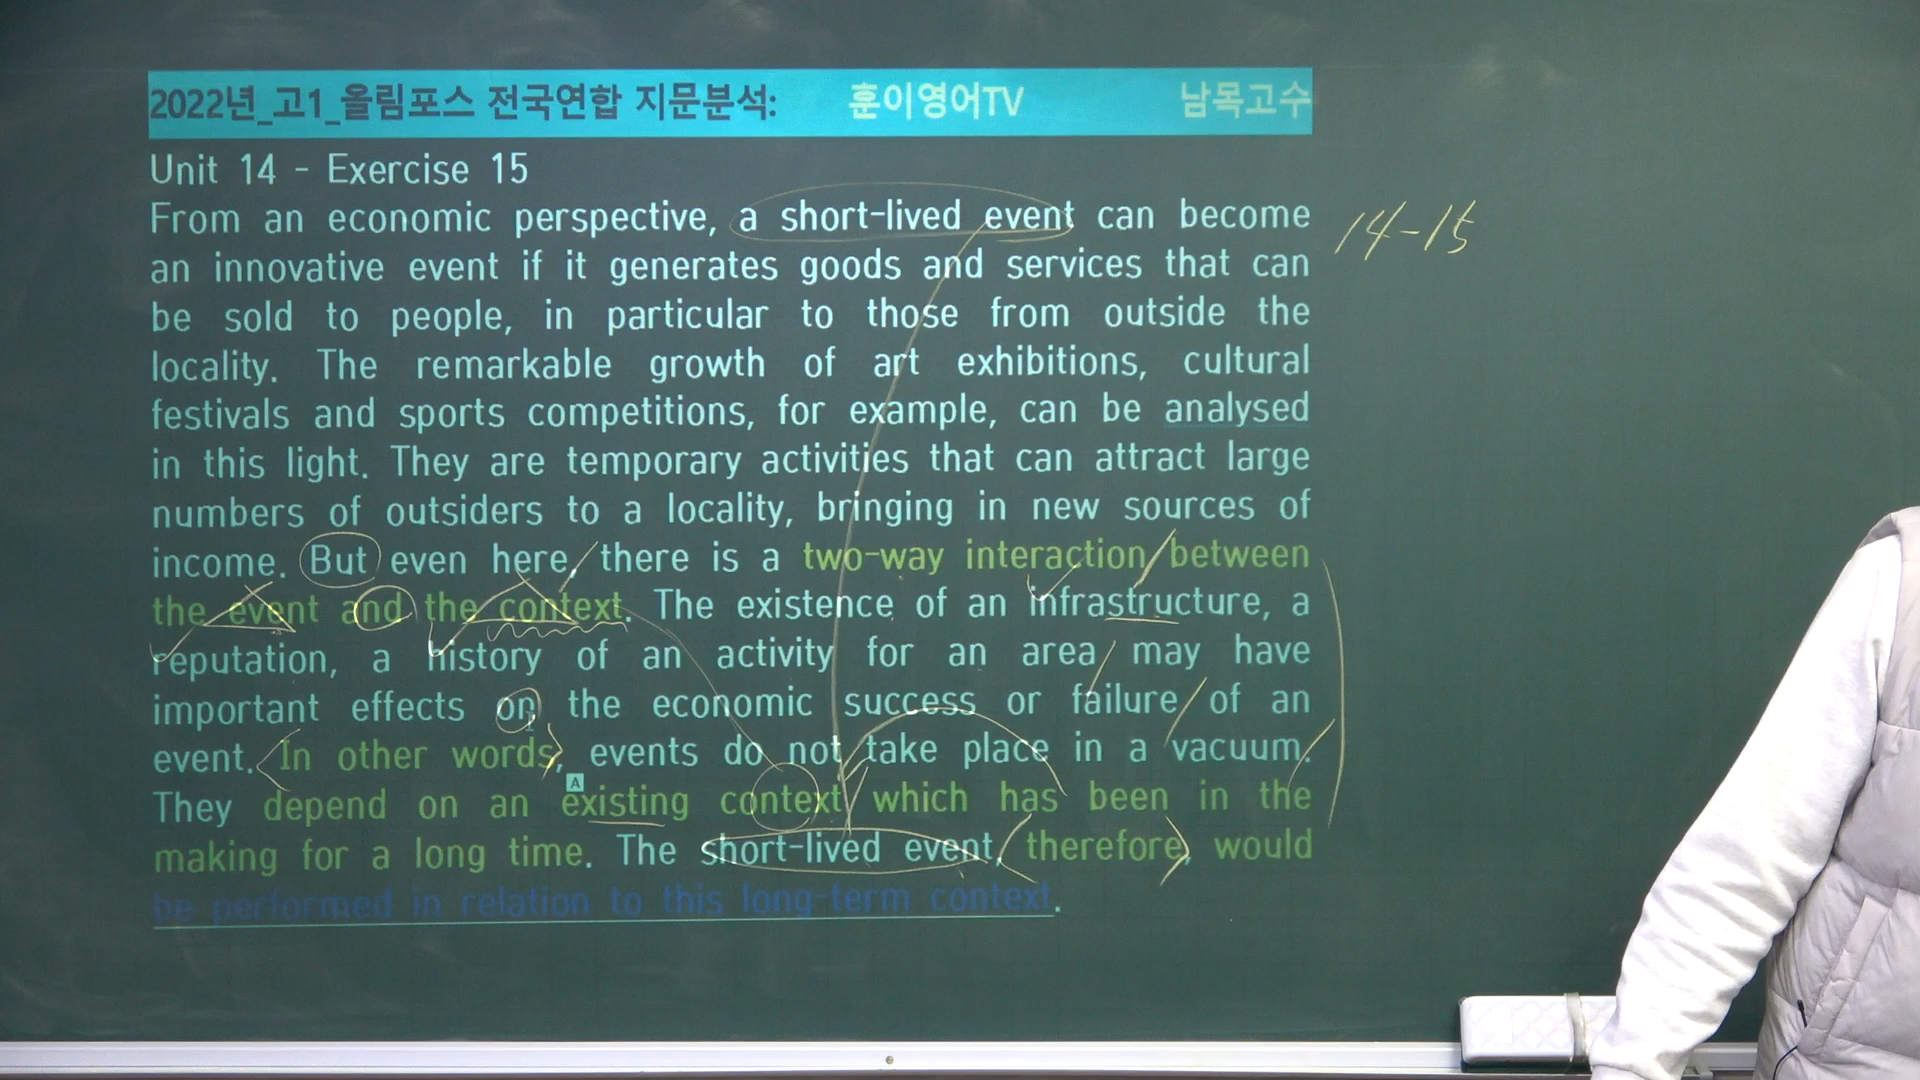 2022년_고1_올림포스 전국연합 지문분석: 훈이영어TV 남목고수
Unit 14 - Exercise 15
From an economic perspective, a short-lived event can become
14-15
an innovative event if it generates goods and services that can
be sold to people, in particular to those from outside the
locality. The remarkable growth of art exhibitions, cultural
festivals and sports competitions, for example, can be analysed
in this light. They are temporary activities that can attract large
numbers of outsiders to a locality, bringing in new sources of
income. But even here, there is a two-way interaction between
the event and the context. The existence of an infrastructure, a
reputation, a history of an activity for an area may have
important effects on the economic success or failure of an
event. In other words, events do not take place in a vacuum.
A
They depend on an existing context which has been in the
making for a long time. The short-lived event, therefore, would
be performed in relation to this long-term context.